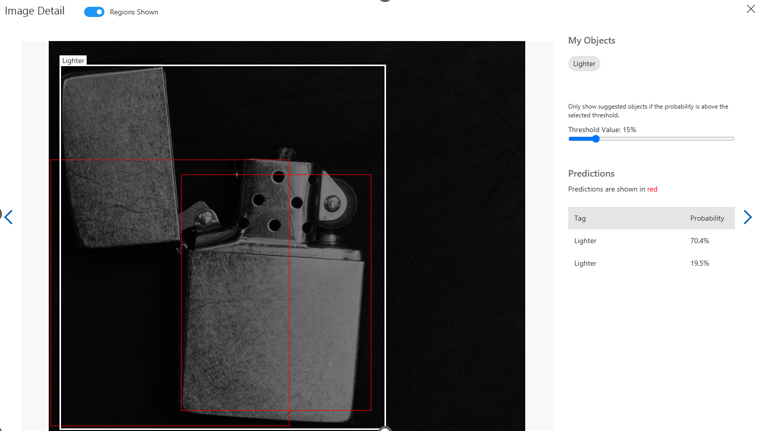 Image Detail
Regions Shown
Lighter
My Objects
Lighter
Only show suggested objects if the probability is above the
selected threshold.
Threshold Value: 15%
Predictions
Predictions are shown in red
Tag Probability
Lighter 70.4%
Lighter 19.5%